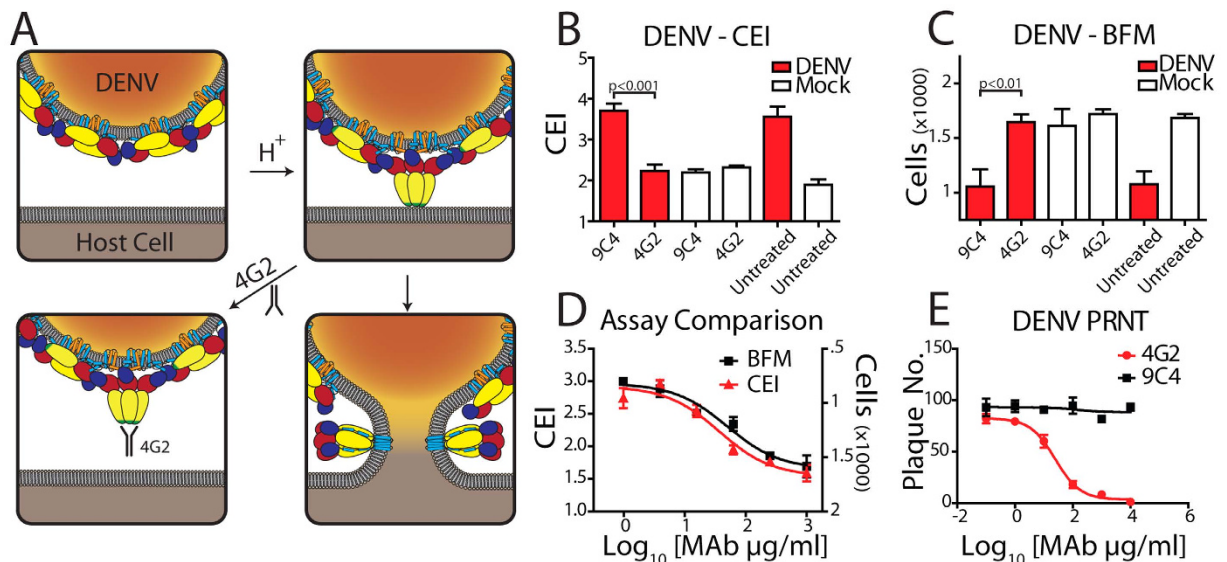 A
DENV
H+
Host Cell
4G2
4G2
B
DENV - CEI
DENV
Mock
p<0.001
CEI
5
4
3
2
1
9C4
4G2
9C4
4G2
Untreated
Untreated
C
DENV - BFM
DENV
Mock
p<0.01
Cells (x1000)
2
1.5
1
9C4
4G2
9C4
4G2
Untreated
Untreated
D
Assay Comparison
BFM
CEI
CEI
3.5
3.0
2.5
2.0
1.5
1.0
.5
1
1.5
2
Cells (x1000)
0 1 2 3
Log10 [MAb µg/ml]
E
DENV PRNT
4G2
9C4
Plaque No.
150
100
50
0
-2 0 2 4 6
Log10 [MAb µg/ml]